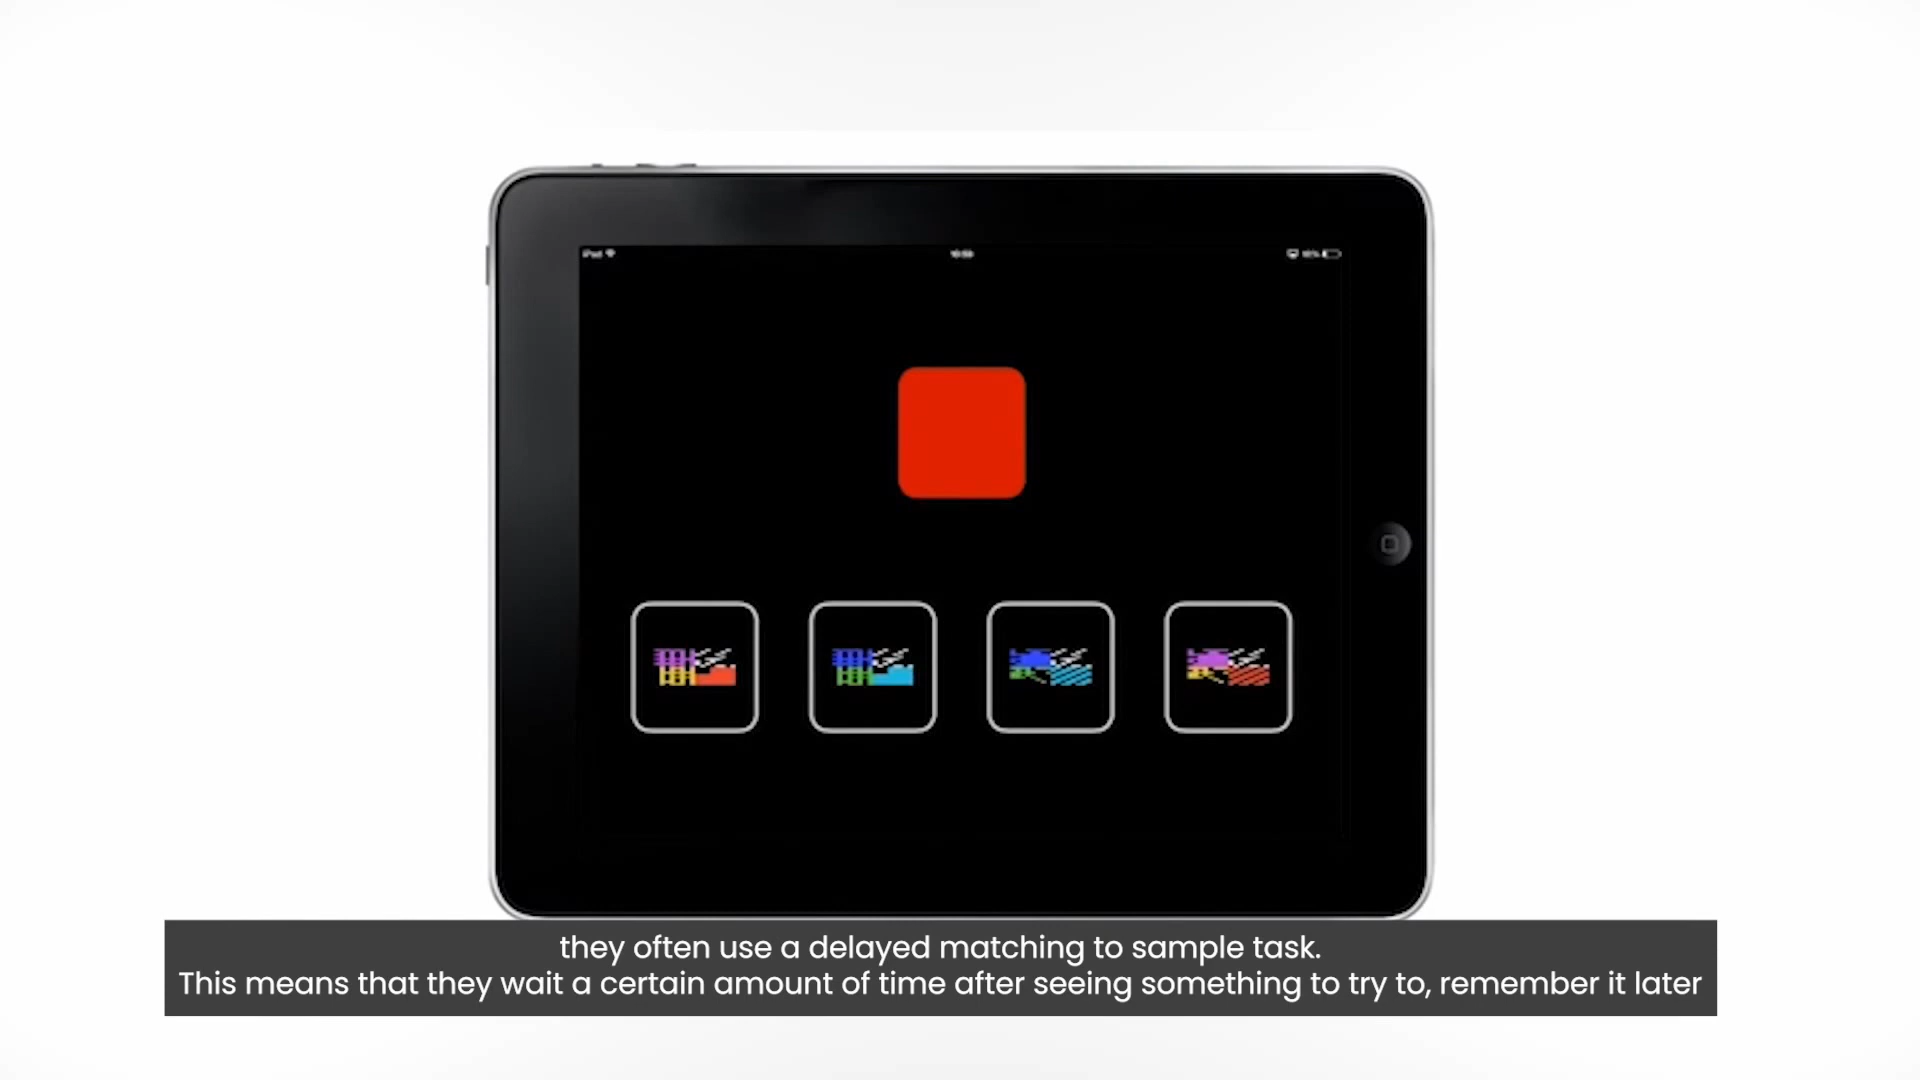 iPad
they often use a delayed matching to sample task.
This means that they wait a certain amount of time after seeing something to try to, remember it later